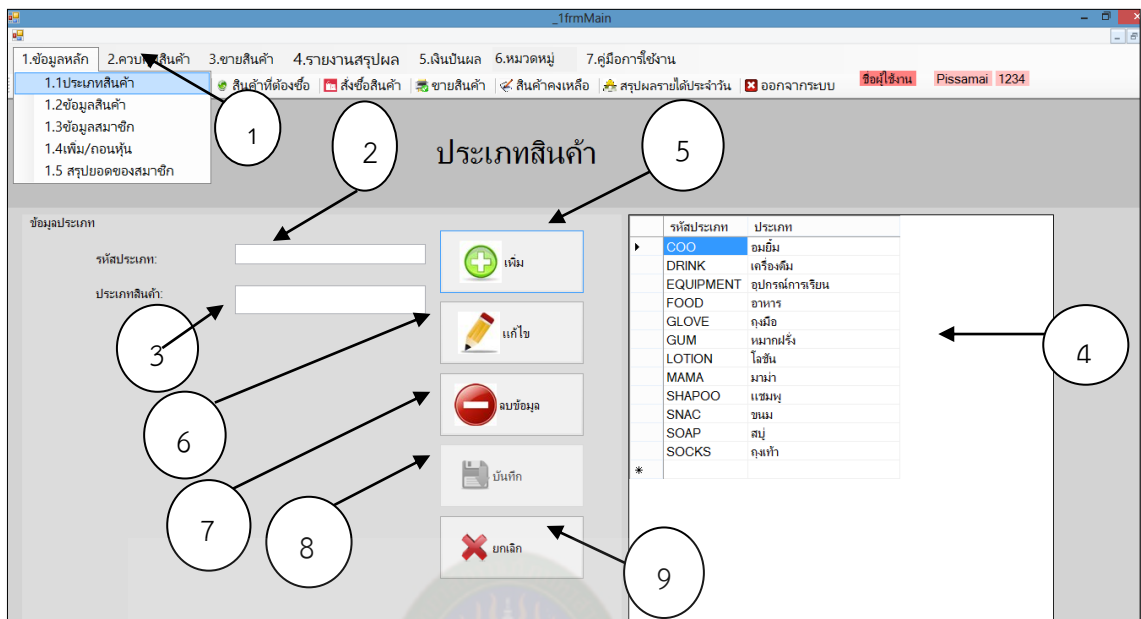 _1frmMain
1.ข้อมูลหลัก 3.ขายสินค้า 4.รายงานสรุปผล 5.เงินปันผล 6.หมวดหมู่ 7.คู่มือการใช้งาน
1.1ประเภทสินค้า
สินค้าที่ต้องซื้อ สั่งซื้อสินค้า ขายสินค้า สินค้าคงเหลือ สรุปผลรายได้ประจำวัน ออกจากระบบ ชื่อผู้ใช้งาน Pissamai 1234
1.2ข้อมูลสินค้า
1.3ข้อมูลสมาชิก
1.4เพิ่ม/ถอนหุ้น
1.5 สรุปยอดของสมาชิก
1
2
ประเภทสินค้า
5
ข้อมูลประเภท
รหัสประเภท:
ประเภทสินค้า:
3
เพิ่ม
แก้ไข
ลบข้อมูล
บันทึก
ยกเลิก
6
7
8
9
รหัสประเภท ประเภท
COO อมยิ้ม
DRINK เครื่องดื่ม
EQUIPMENT อุปกรณ์การเรียน
FOOD อาหาร
GLOVE ถุงมือ
GUM หมากฝรั่ง
LOTION โลชัน
MAMA มาม่า
SHAPOO แชมพู
SNAC ขนม
SOAP สบู่
SOCKS ถุงเท้า
4